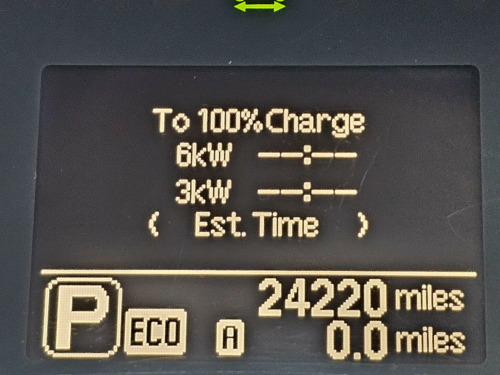 To 100% Charge
6kW --:--
3kW --:--
( Est. Time )
P ECO 24220 miles
A 0.0 miles